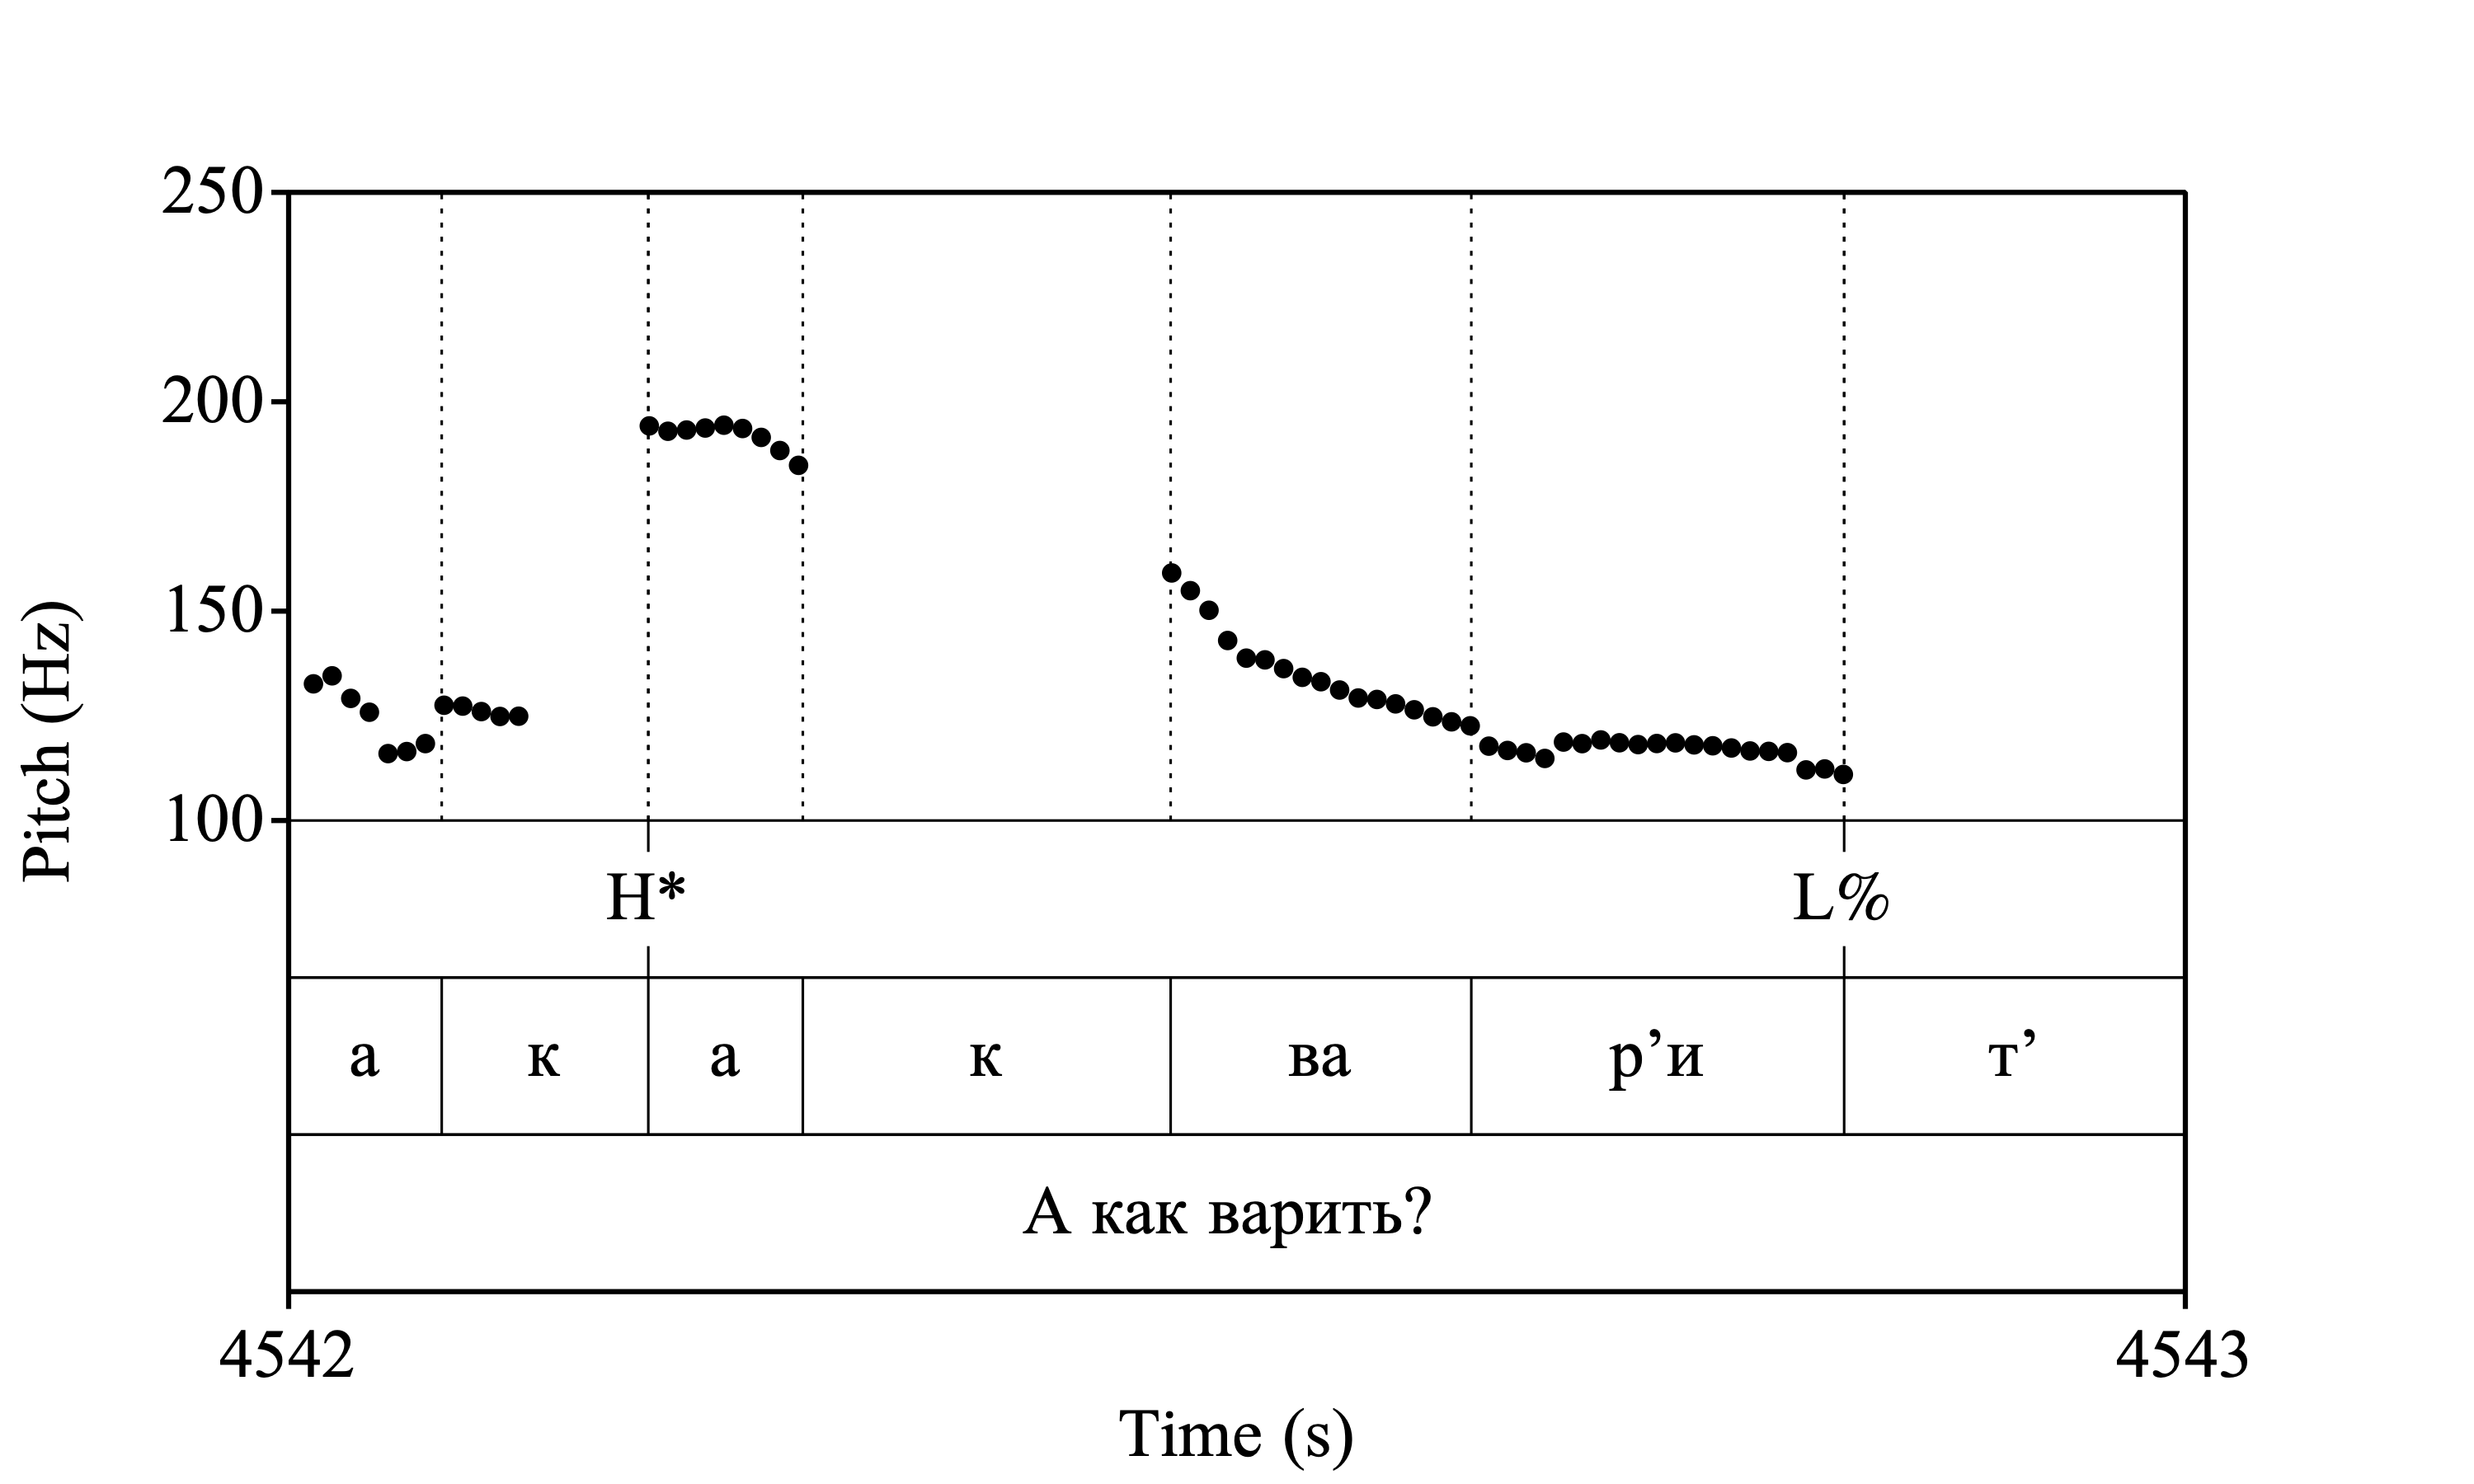 250
200
150
100
Pitch (Hz)
H* L%
а к а к ва р’и т’
А как варить?
4542 4543
Time (s)